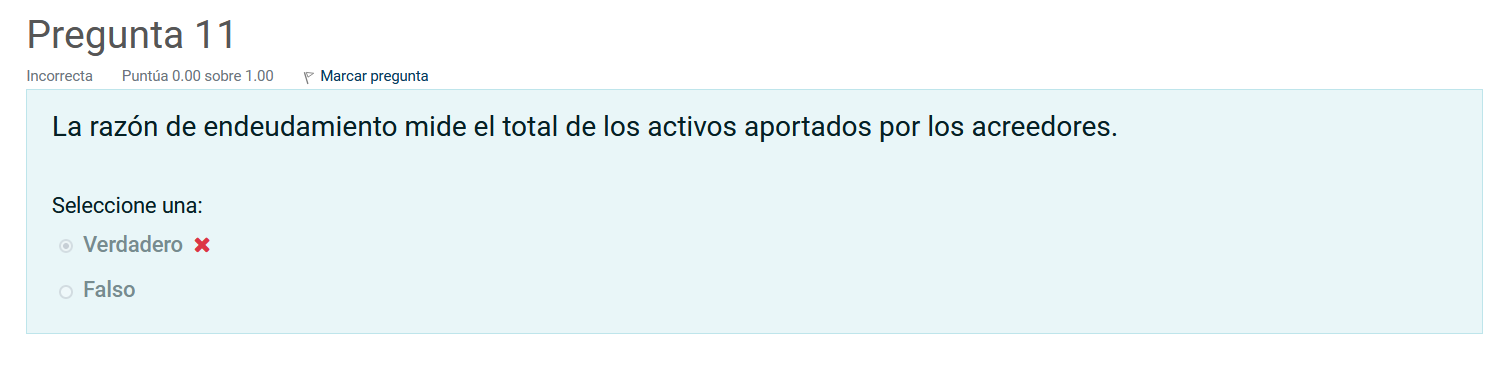 Pregunta 11
Incorrecta Puntúa 0.00 sobre 1.00 Marcar pregunta
La razón de endeudamiento mide el total de los activos aportados por los acreedores.
Seleccione una:
Verdadero
Falso